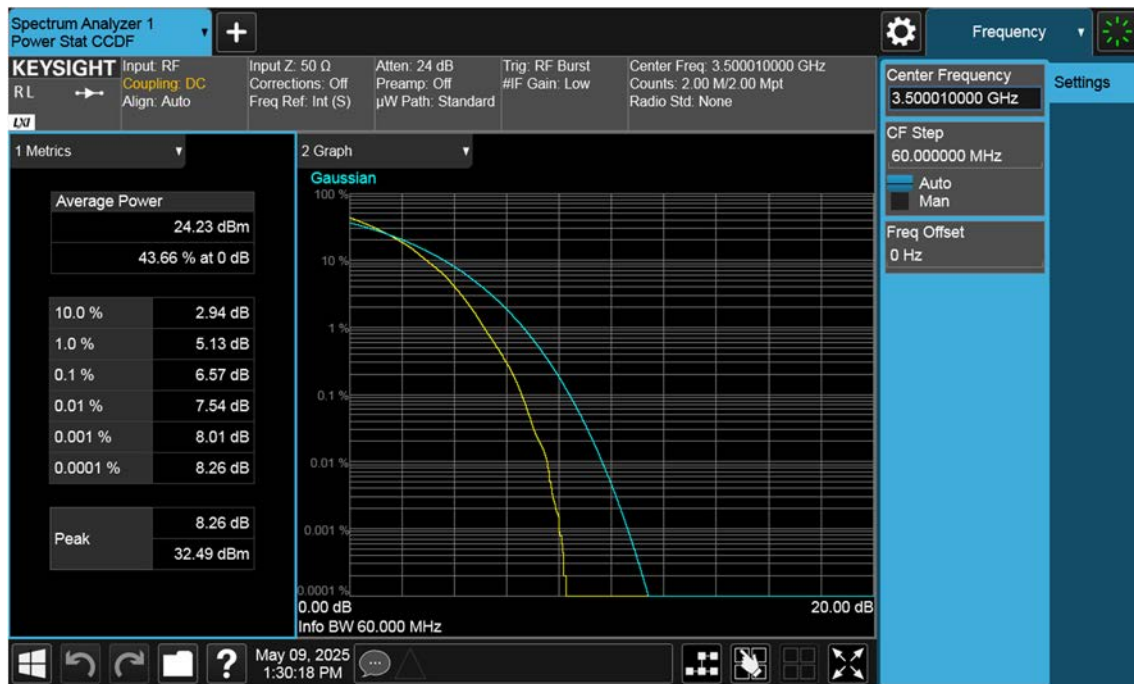 Spectrum Analyzer 1
Power Stat CCDF
Frequency
KEYSIGHT
R L
LXI
Input: RF
Coupling: DC
Align: Auto
Input Z: 50 Ω
Corrections: Off
Freq Ref: Int (S)
Atten: 24 dB
Preamp: Off
µW Path: Standard
Trig: RF Burst
#IF Gain: Low
Center Freq: 3.500010000 GHz
Counts: 2.00 M/2.00 Mpt
Radio Std: None
Center Frequency
3.500010000 GHz
Settings
CF Step
60.000000 MHz
Auto
Man
Freq Offset
0 Hz
1 Metrics
Average Power
24.23 dBm
43.66 % at 0 dB
10.0 % 2.94 dB
1.0 % 5.13 dB
0.1 % 6.57 dB
0.01 % 7.54 dB
0.001 % 8.01 dB
0.0001 % 8.26 dB
Peak
8.26 dB
32.49 dBm
2 Graph
Gaussian
100 %
10 %
1 %
0.1 %
0.01 %
0.001 %
0.0001 %
0.00 dB 20.00 dB
Info BW 60.000 MHz
?
May 09, 2025
1:30:18 PM